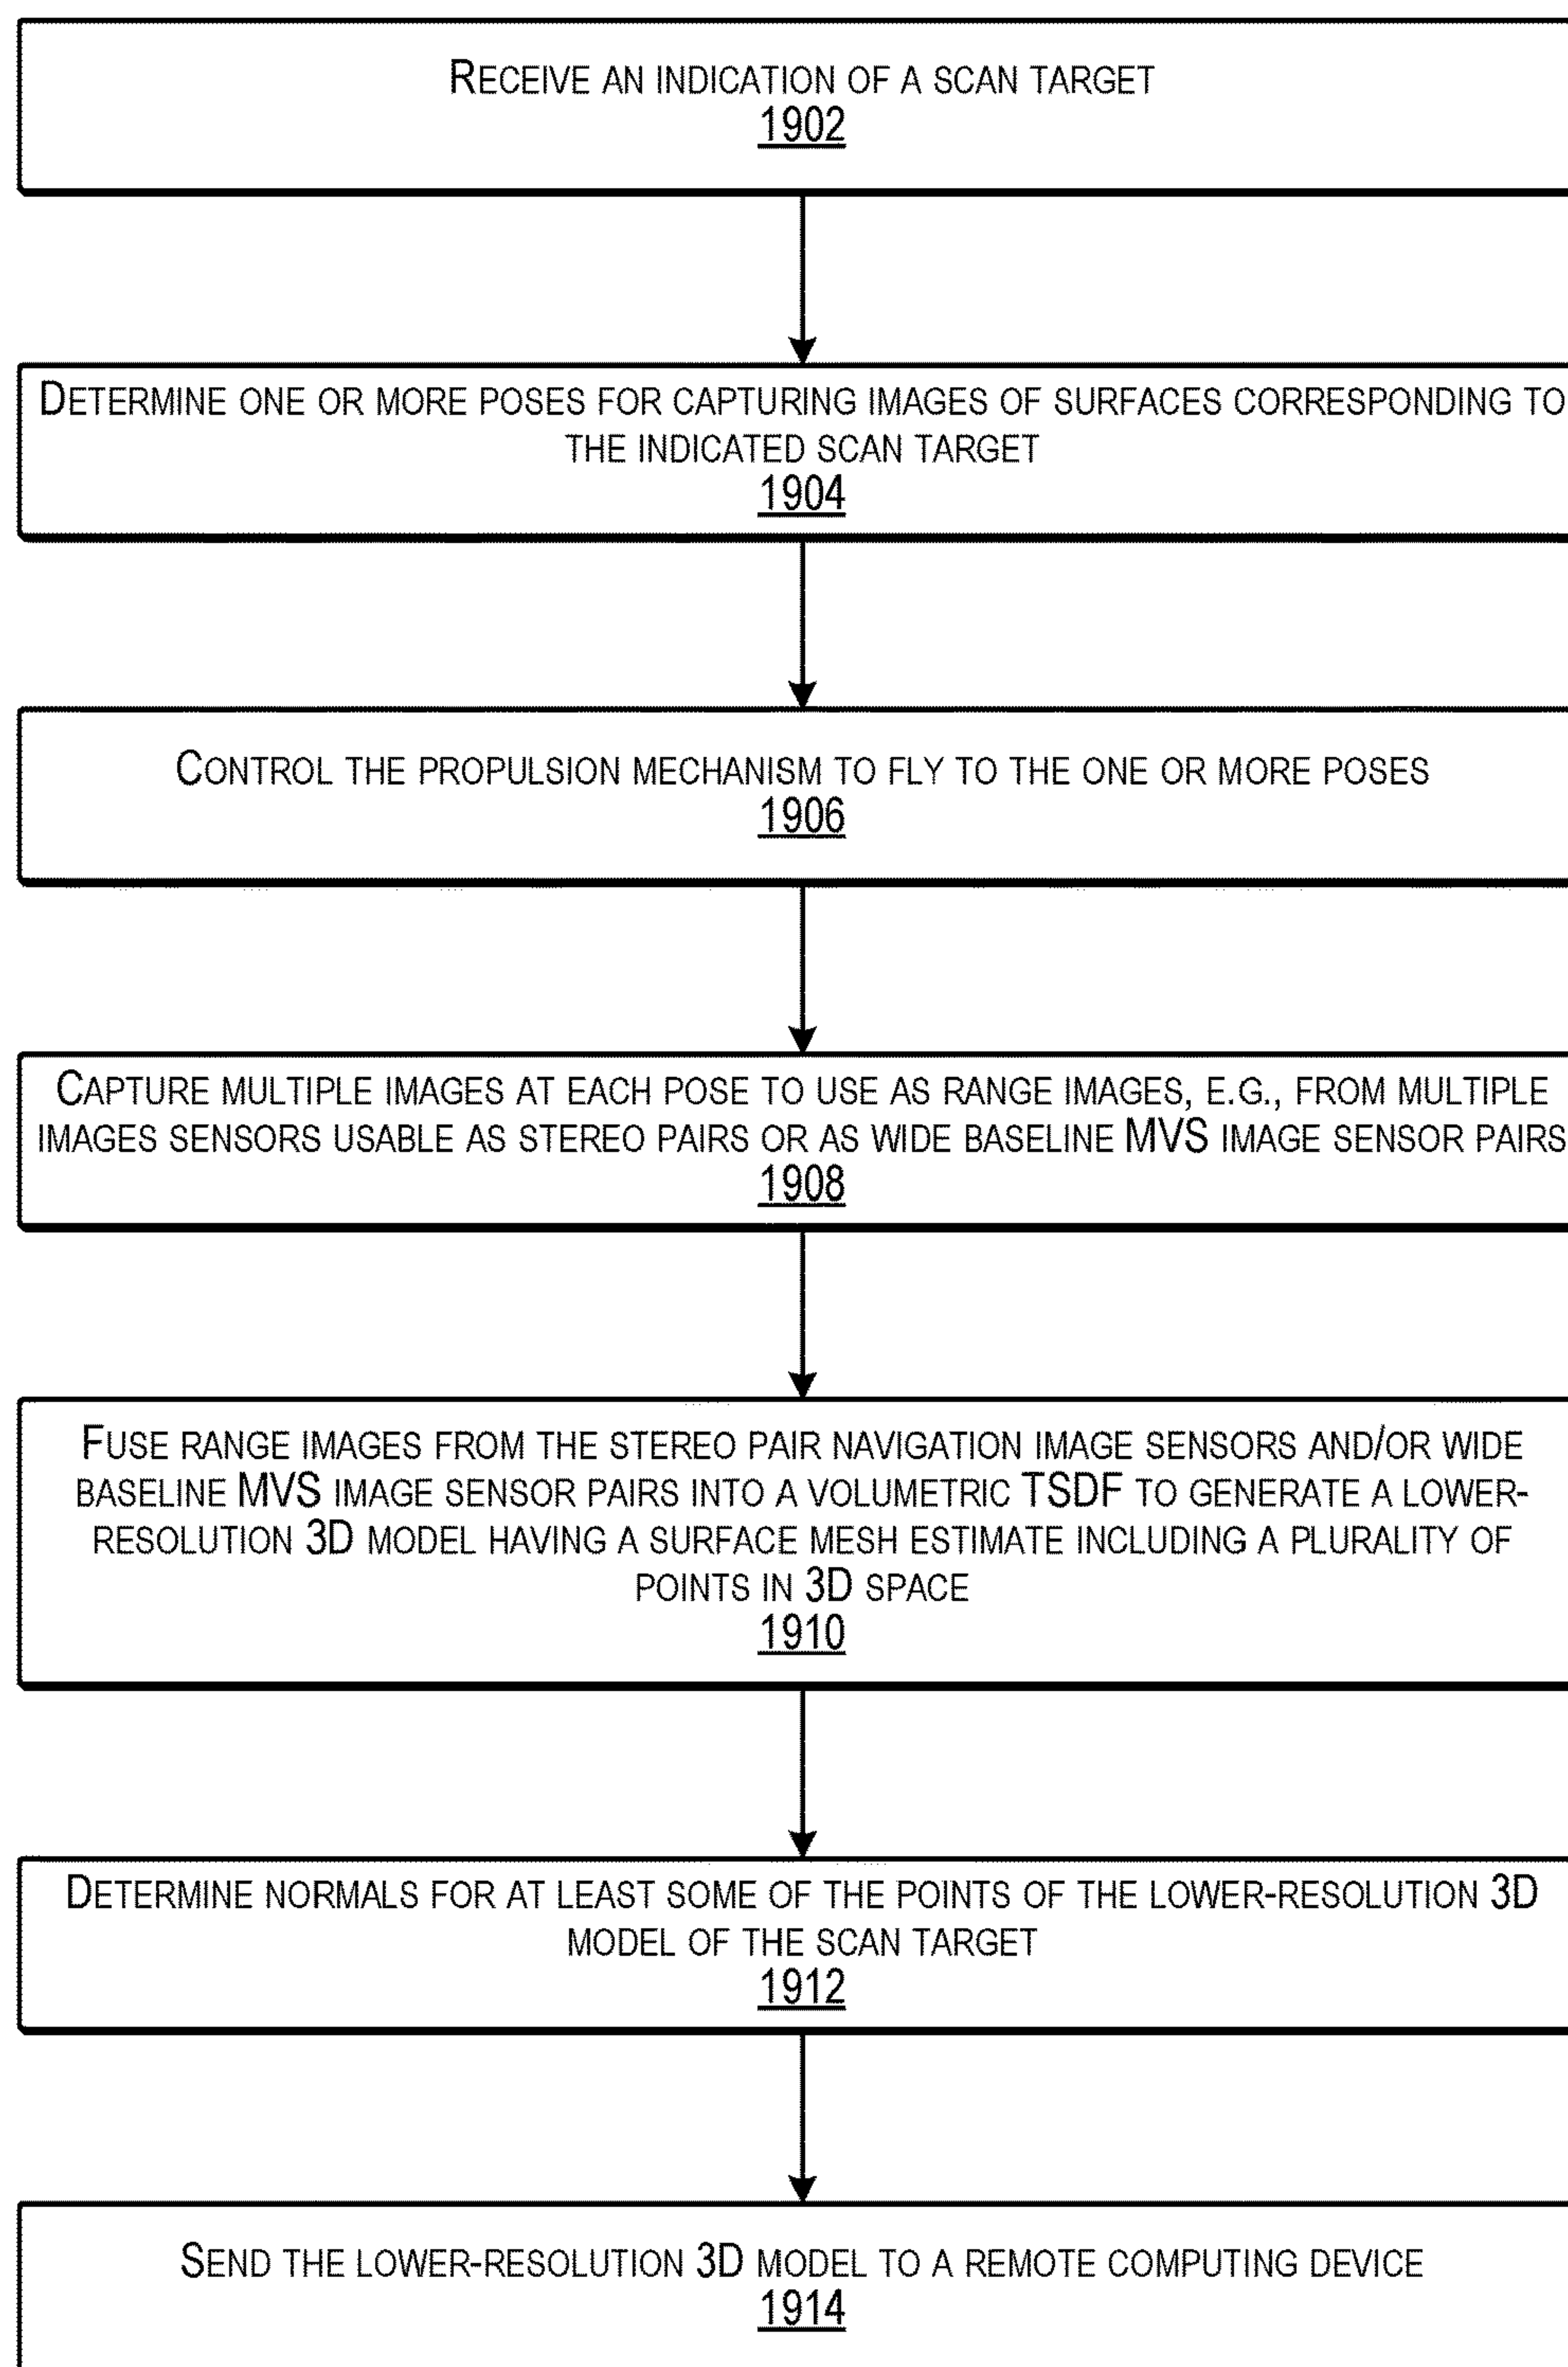 RECEIVE AN INDICATION OF A SCAN TARGET
1902
DETERMINE ONE OR MORE POSES FOR CAPTURING IMAGES OF SURFACES CORRESPONDING TO
THE INDICATED SCAN TARGET
1904
CONTROL THE PROPULSION MECHANISM TO FLY TO THE ONE OR MORE POSES
1906
CAPTURE MULTIPLE IMAGES AT EACH POSE TO USE AS RANGE IMAGES, E.G., FROM MULTIPLE
IMAGES SENSORS USABLE AS STEREO PAIRS OR AS WIDE BASELINE MVS IMAGE SENSOR PAIRS
1908
FUSE RANGE IMAGES FROM THE STEREO PAIR NAVIGATION IMAGE SENSORS AND/OR WIDE
BASELINE MVS IMAGE SENSOR PAIRS INTO A VOLUMETRIC TSDF TO GENERATE A LOWER-
RESOLUTION 3D MODEL HAVING A SURFACE MESH ESTIMATE INCLUDING A PLURALITY OF
POINTS IN 3D SPACE
1910
DETERMINE NORMALS FOR AT LEAST SOME OF THE POINTS OF THE LOWER-RESOLUTION 3D
MODEL OF THE SCAN TARGET
1912
SEND THE LOWER-RESOLUTION 3D MODEL TO A REMOTE COMPUTING DEVICE
1914